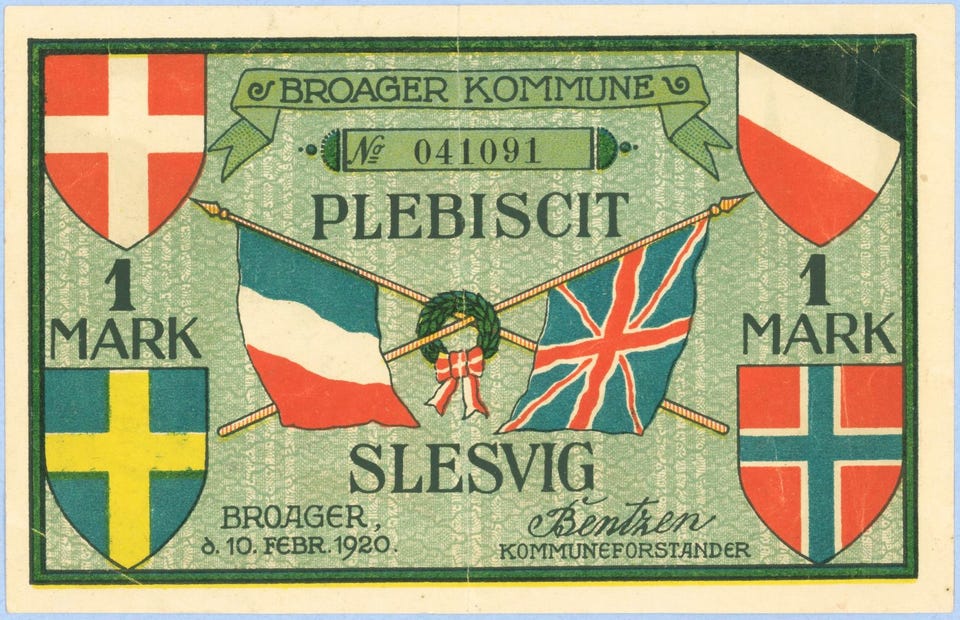 BROAGER KOMMUNE
No 041091
PLEBISCIT
1
MARK
1
MARK
SLESVIG
BROAGER,
d. 10. FEBR. 1920.
Bentzen
KOMMUNEFORSTANDER